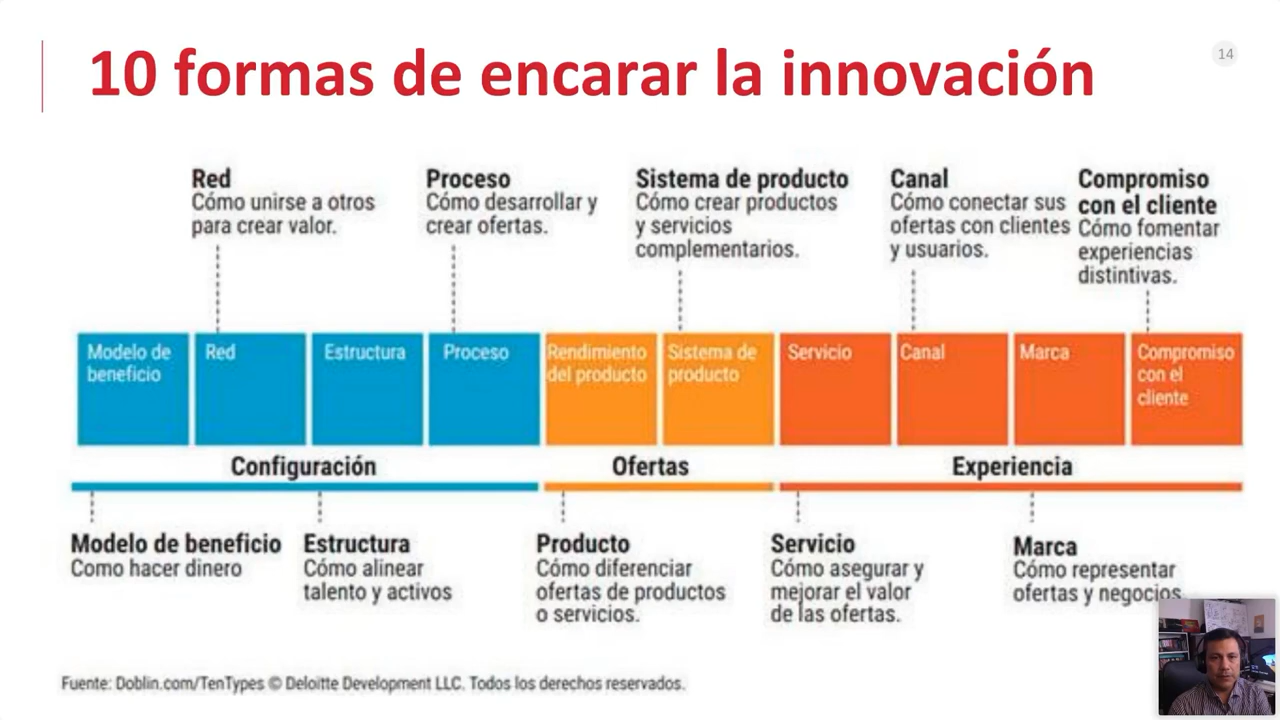 10 formas de encarar la innovación
14
Red
Cómo unirse a otros
para crear valor.
Proceso
Cómo desarrollar y
crear ofertas.
Sistema de producto
Cómo crear productos
y servicios
complementarios.
Canal
Cómo conectar sus
ofertas con clientes
y usuarios.
Compromiso
con el cliente
Cómo fomentar
experiencias
distintivas.
Modelo de
beneficio
Red
Estructura
Proceso
Rendimiento
del producto
Sistema de
producto
Servicio
Canal
Marca
Compromiso
con el
cliente
Configuración
Ofertas
Experiencia
Modelo de beneficio
Como hacer dinero
Estructura
Cómo alinear
talento y activos
Producto
Cómo diferenciar
ofertas de productos
o servicios.
Servicio
Cómo asegurar y
mejorar el valor
de las ofertas.
Marca
Cómo representar
ofertas y negocios
Fuente: Doblin.com/TenTypes © Deloitte Development LLC. Todos los derechos reservados.